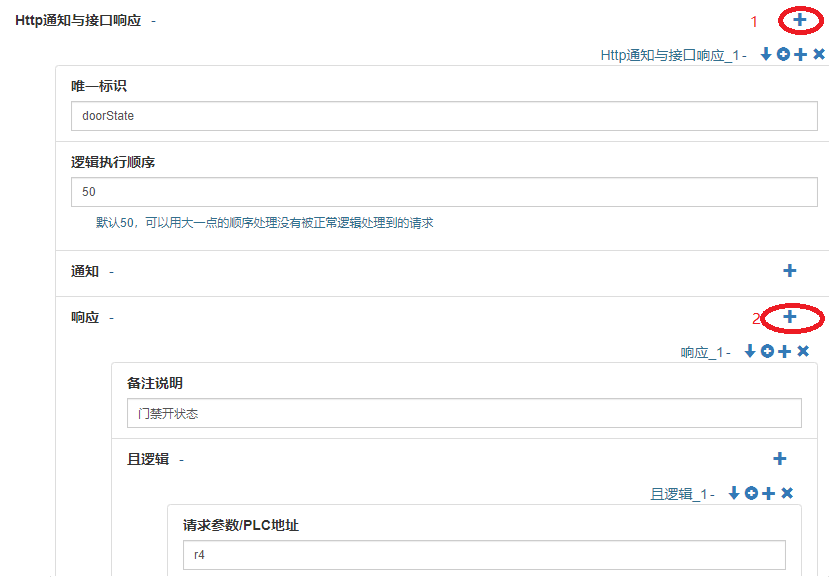 Http通知与接口响应 - 1
Http通知与接口响应_1 -
唯一标识
doorState
逻辑执行顺序
50
默认50，可以用大一点的顺序处理没有被正常逻辑处理到的请求
通知 -
响应 - 2
响应_1 -
备注说明
门禁开状态
且逻辑 -
且逻辑_1 -
请求参数/PLC地址
r4